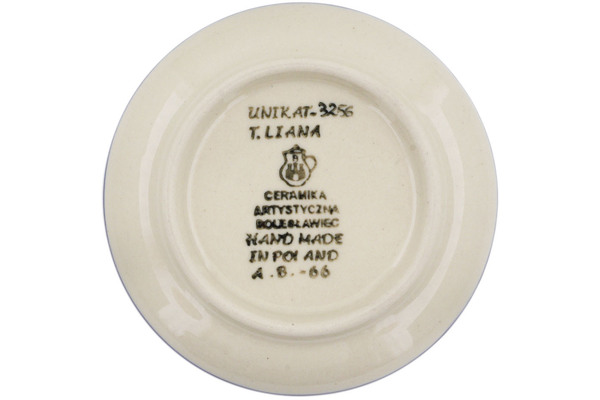 UNIKAT-3256
T. LIANA
CERAMIKA
ARTYSTYCZNA
BOLESŁAWIEC
HAND MADE
IN POLAND
A.B.-66